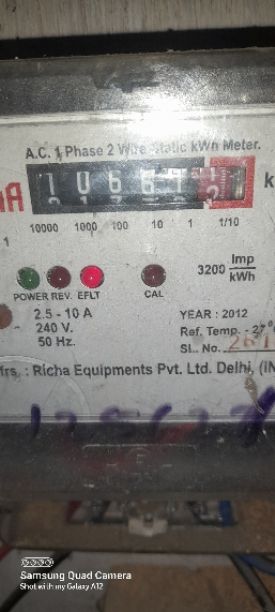 A.C. 1 Phase 2 Wire Static kWh Meter.
10000 1000 100 10 1 1/10
3200 Imp/kWh
POWER REV. EFLT CAL
2.5 - 10 A
240 V.
50 Hz.
YEAR : 2012
Ref. Temp. - 27°
SL. No.
Mfrs. : Richa Equipments Pvt. Ltd. Delhi, (IN
Samsung Quad Camera
Shot with my Galaxy A12